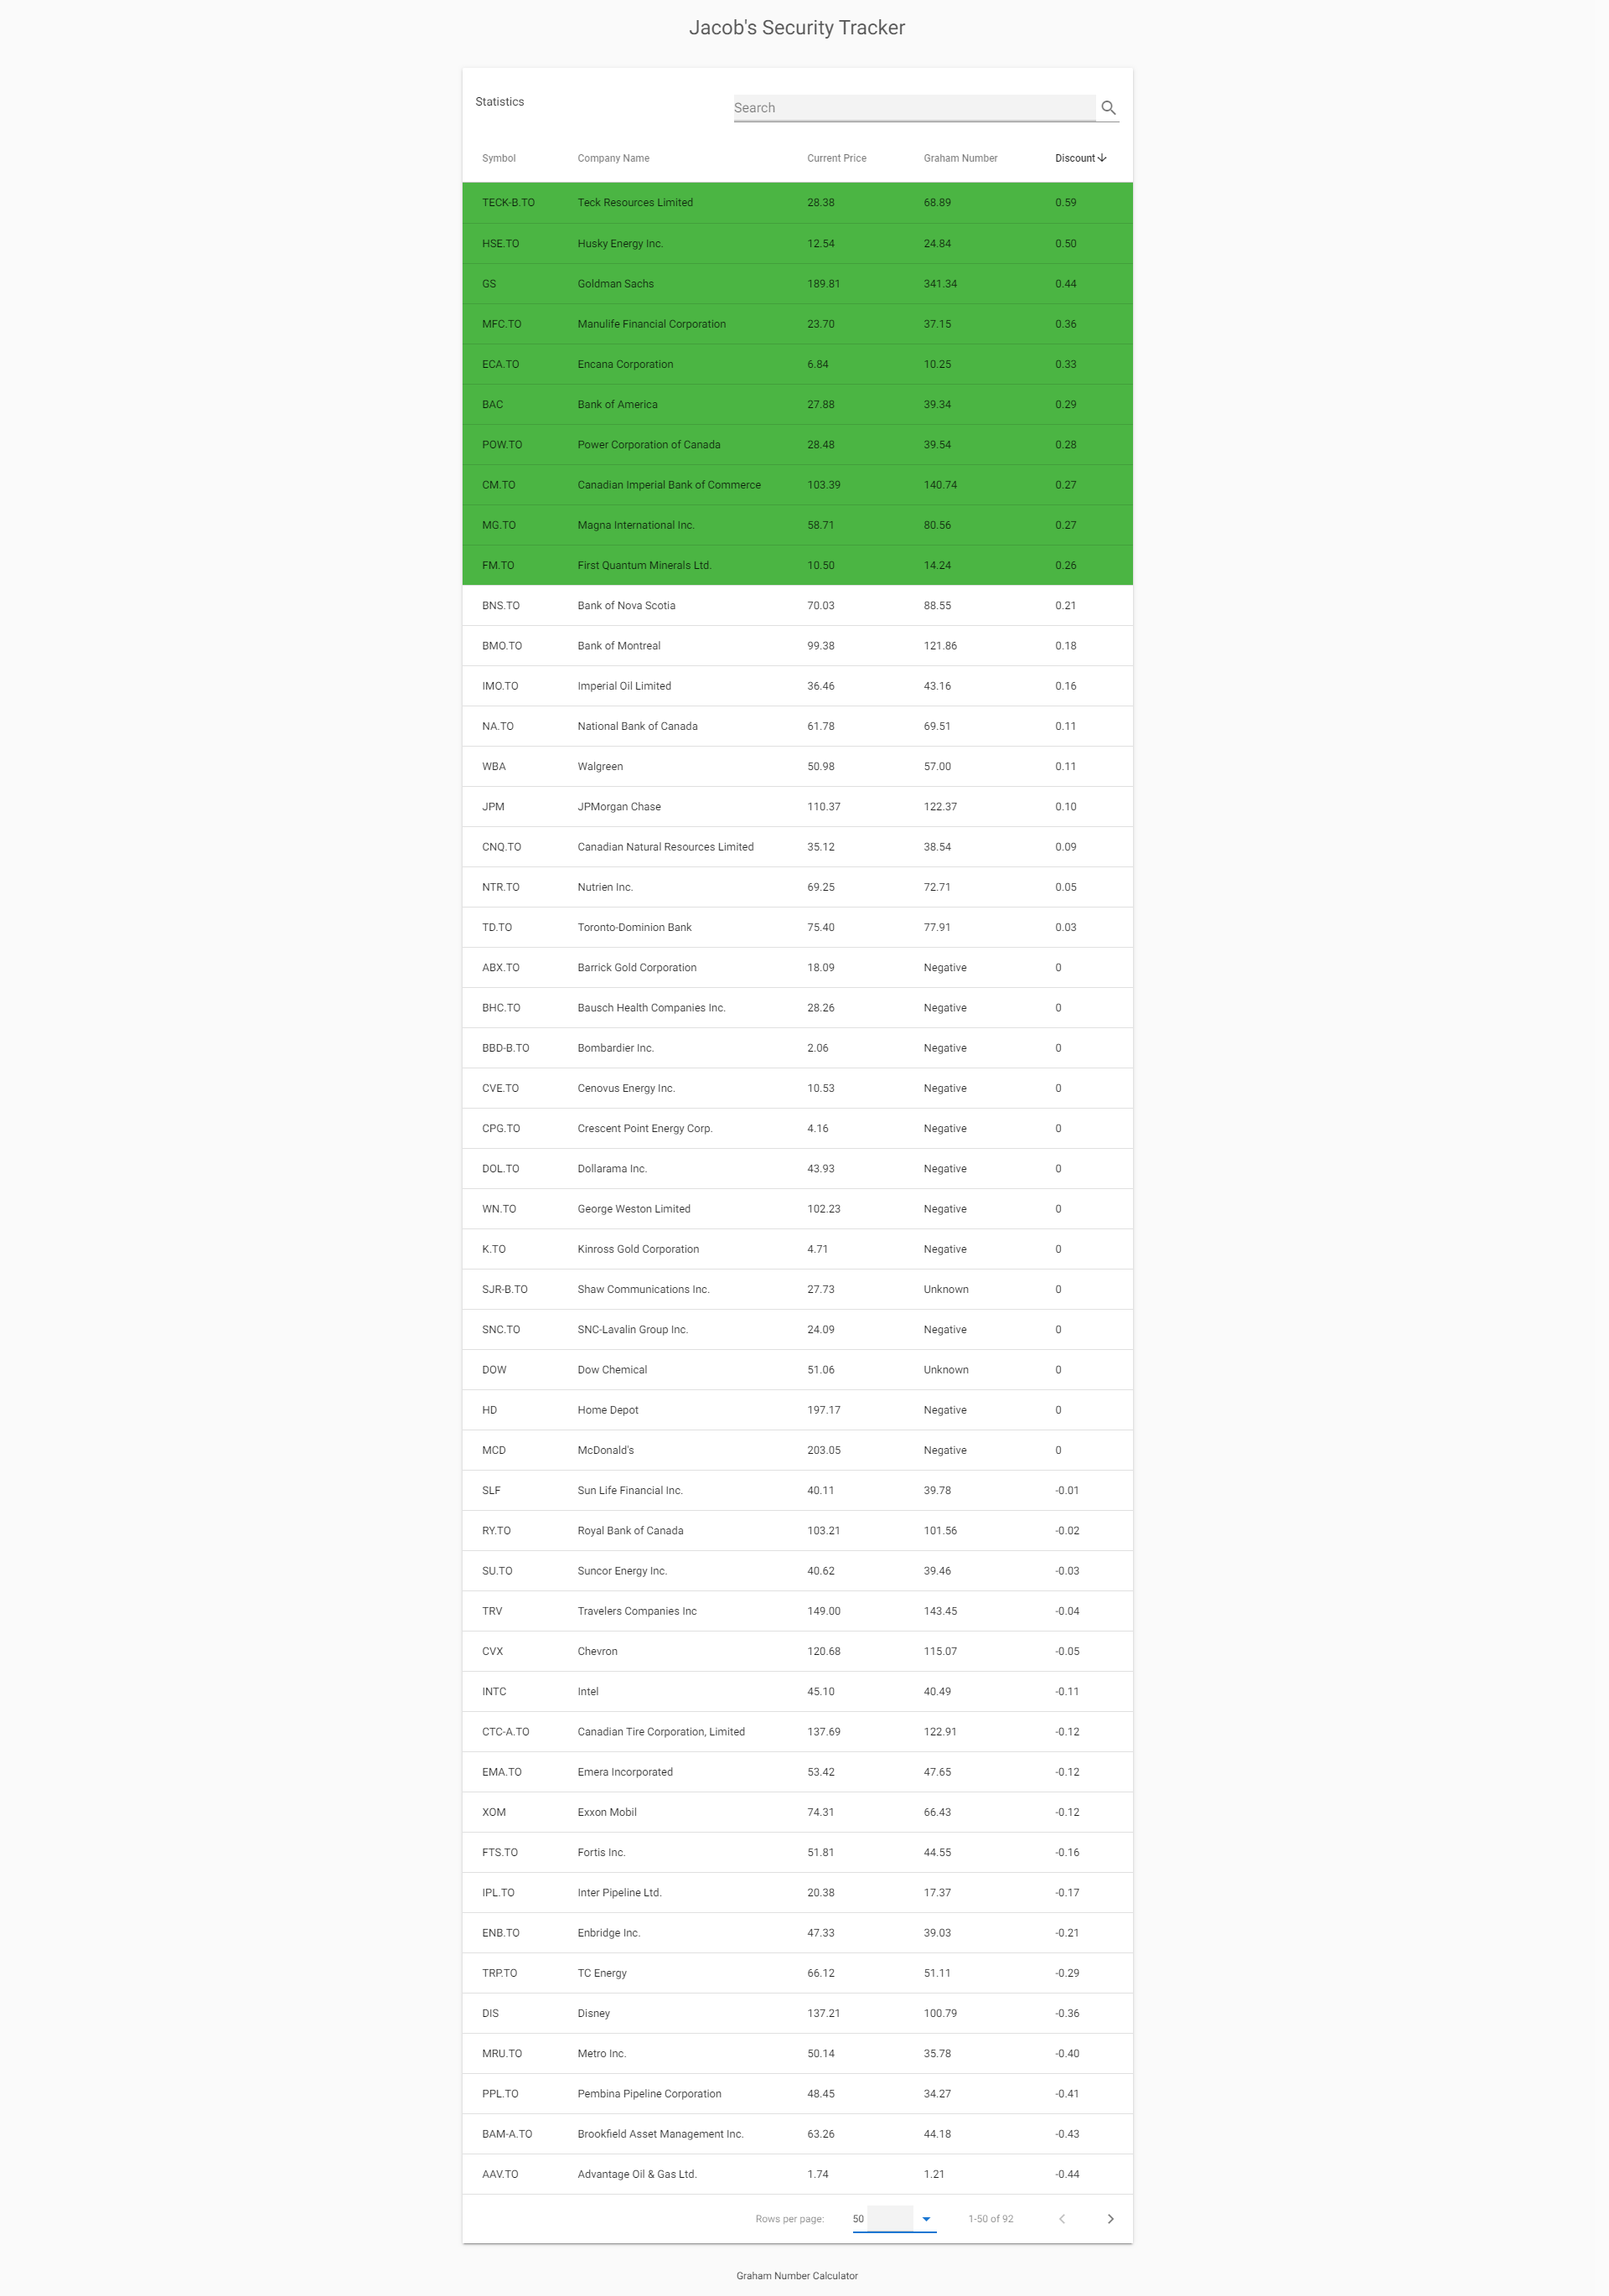 Jacob's Security Tracker
Statistics
Search
Symbol Company Name Current Price Graham Number Discount
TECK-B.TO Teck Resources Limited 28.38 68.89 0.59
HSE.TO Husky Energy Inc. 12.54 24.84 0.50
GS Goldman Sachs 189.81 341.34 0.44
MFC.TO Manulife Financial Corporation 23.70 37.15 0.36
ECA.TO Encana Corporation 6.84 10.25 0.33
BAC Bank of America 27.88 39.34 0.29
POW.TO Power Corporation of Canada 28.48 39.54 0.28
CM.TO Canadian Imperial Bank of Commerce 103.39 140.74 0.27
MG.TO Magna International Inc. 58.71 80.56 0.27
FM.TO First Quantum Minerals Ltd. 10.50 14.24 0.26
BNS.TO Bank of Nova Scotia 70.03 88.55 0.21
BMO.TO Bank of Montreal 99.38 121.86 0.18
IMO.TO Imperial Oil Limited 36.46 43.16 0.16
NA.TO National Bank of Canada 61.78 69.51 0.11
WBA Walgreen 50.98 57.00 0.11
JPM JPMorgan Chase 110.37 122.37 0.10
CNQ.TO Canadian Natural Resources Limited 35.12 38.54 0.09
NTR.TO Nutrien Inc. 69.25 72.71 0.05
TD.TO Toronto-Dominion Bank 75.40 77.91 0.03
ABX.TO Barrick Gold Corporation 18.09 Negative 0
BHC.TO Bausch Health Companies Inc. 28.26 Negative 0
BBD-B.TO Bombardier Inc. 2.06 Negative 0
CVE.TO Cenovus Energy Inc. 10.53 Negative 0
CPG.TO Crescent Point Energy Corp. 4.16 Negative 0
DOL.TO Dollarama Inc. 43.93 Negative 0
WN.TO George Weston Limited 102.23 Negative 0
K.TO Kinross Gold Corporation 4.71 Negative 0
SJR-B.TO Shaw Communications Inc. 27.73 Unknown 0
SNC.TO SNC-Lavalin Group Inc. 24.09 Negative 0
DOW Dow Chemical 51.06 Unknown 0
HD Home Depot 197.17 Negative 0
MCD McDonald's 203.05 Negative 0
SLF Sun Life Financial Inc. 40.11 39.78 -0.01
RY.TO Royal Bank of Canada 103.21 101.56 -0.02
SU.TO Suncor Energy Inc. 40.62 39.46 -0.03
TRV Travelers Companies Inc 149.00 143.45 -0.04
CVX Chevron 120.68 115.07 -0.05
INTC Intel 45.10 40.49 -0.11
CTC-A.TO Canadian Tire Corporation, Limited 137.69 122.91 -0.12
EMA.TO Emera Incorporated 53.42 47.65 -0.12
XOM Exxon Mobil 74.31 66.43 -0.12
FTS.TO Fortis Inc. 51.81 44.55 -0.16
IPL.TO Inter Pipeline Ltd. 20.38 17.37 -0.17
ENB.TO Enbridge Inc. 47.33 39.03 -0.21
TRP.TO TC Energy 66.12 51.11 -0.29
DIS Disney 137.21 100.79 -0.36
MRU.TO Metro Inc. 50.14 35.78 -0.40
PPL.TO Pembina Pipeline Corporation 48.45 34.27 -0.41
BAM-A.TO Brookfield Asset Management Inc. 63.26 44.18 -0.43
AAV.TO Advantage Oil & Gas Ltd. 1.74 1.21 -0.44
Rows per page: 50 1-50 of 92
Graham Number Calculator